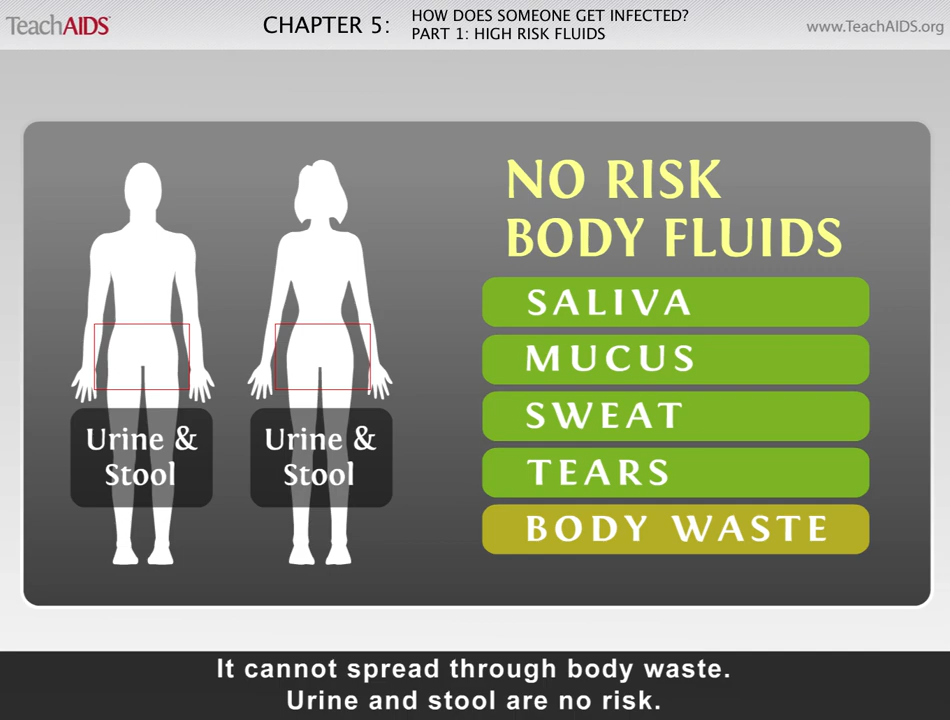 TeachAIDS
CHAPTER 5:
HOW DOES SOMEONE GET INFECTED?
PART 1: HIGH RISK FLUIDS
www.TeachAIDS.org
NO RISK
BODY FLUIDS
SALIVA
MUCUS
SWEAT
TEARS
BODY WASTE
Urine &
Stool
Urine &
Stool
It cannot spread through body waste.
Urine and stool are no risk.